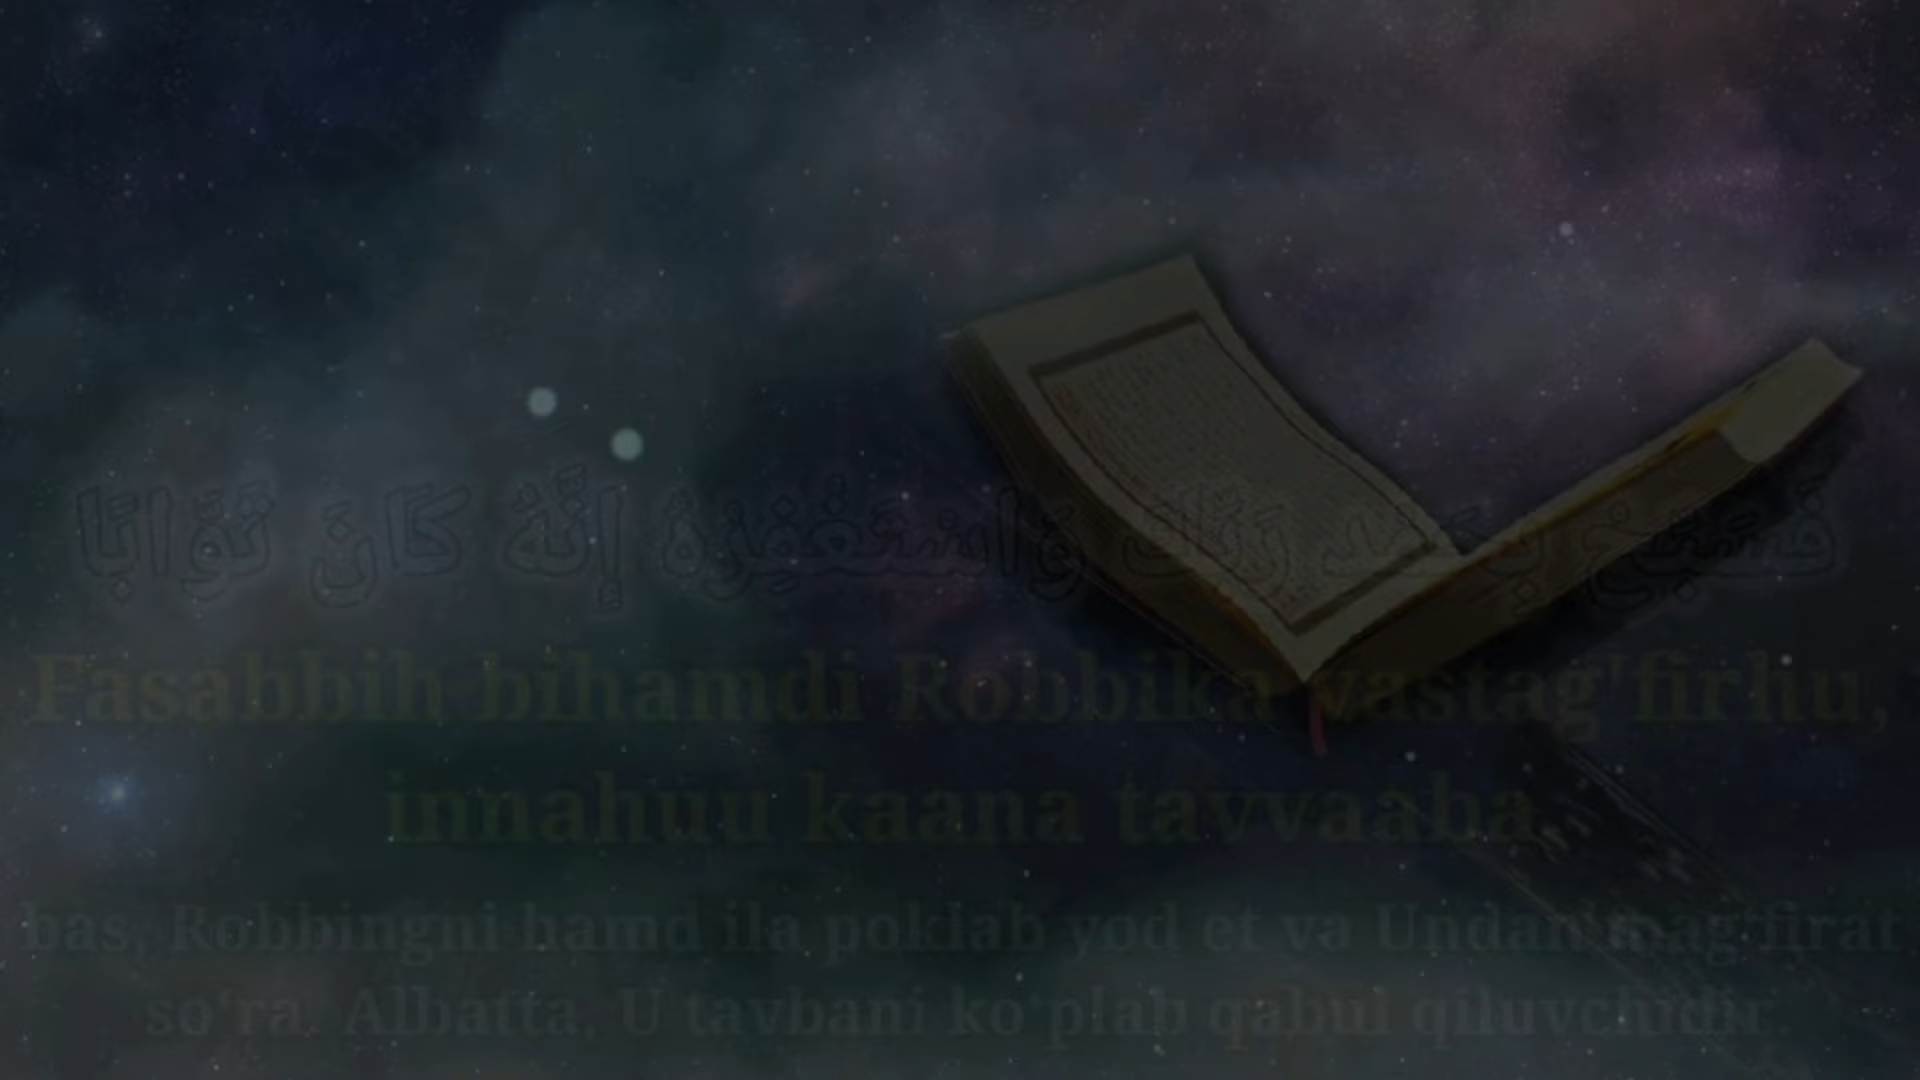 فَسَبِّحْ بِحَمْدِ رَبِّكَ وَاسْتَغْفِرْهُ إِنَّهُ كَانَ تَوَّابًا
Fasabbih bihamdi Robbika vastag'firhu,
innahuu kaana tavvaaba
bas, Robbingni hamd ila poklab yod et va Undan mag'firat
so'ra. Albatta, U tavbani ko'plab qabul qiluvchidir.